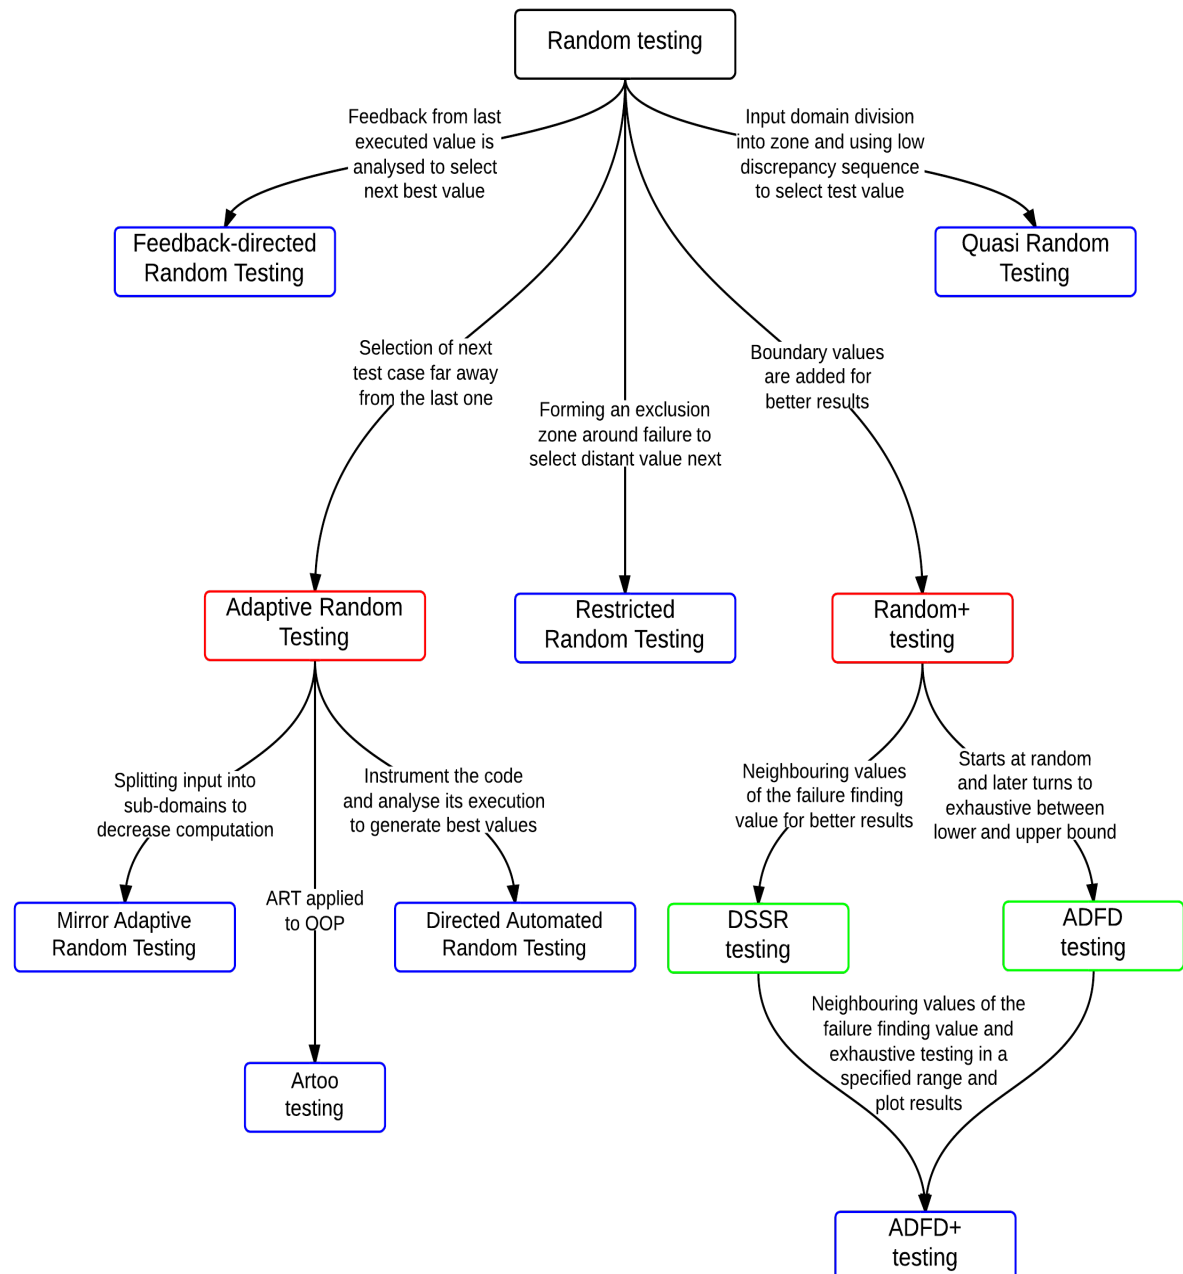 Random testing
Feedback from last
executed value is
analysed to select
next best value
Input domain division
into zone and using low
discrepancy sequence
to select test value
Feedback-directed
Random Testing
Quasi Random
Testing
Selection of next
test case far away
from the last one
Forming an exclusion
zone around failure to
select distant value next
Boundary values
are added for
better results
Adaptive Random
Testing
Restricted
Random Testing
Random+
testing
Splitting input into
sub-domains to
decrease computation
Instrument the code
and analyse its execution
to generate best values
Neighbouring values
of the failure finding
value for better results
Starts at random
and later turns to
exhaustive between
lower and upper bound
Mirror Adaptive
Random Testing
ART applied
to OOP
Directed Automated
Random Testing
DSSR
testing
ADFD
testing
Neighbouring values of the
failure finding value and
exhaustive testing in a
specified range and
plot results
Artoo
testing
ADFD+
testing